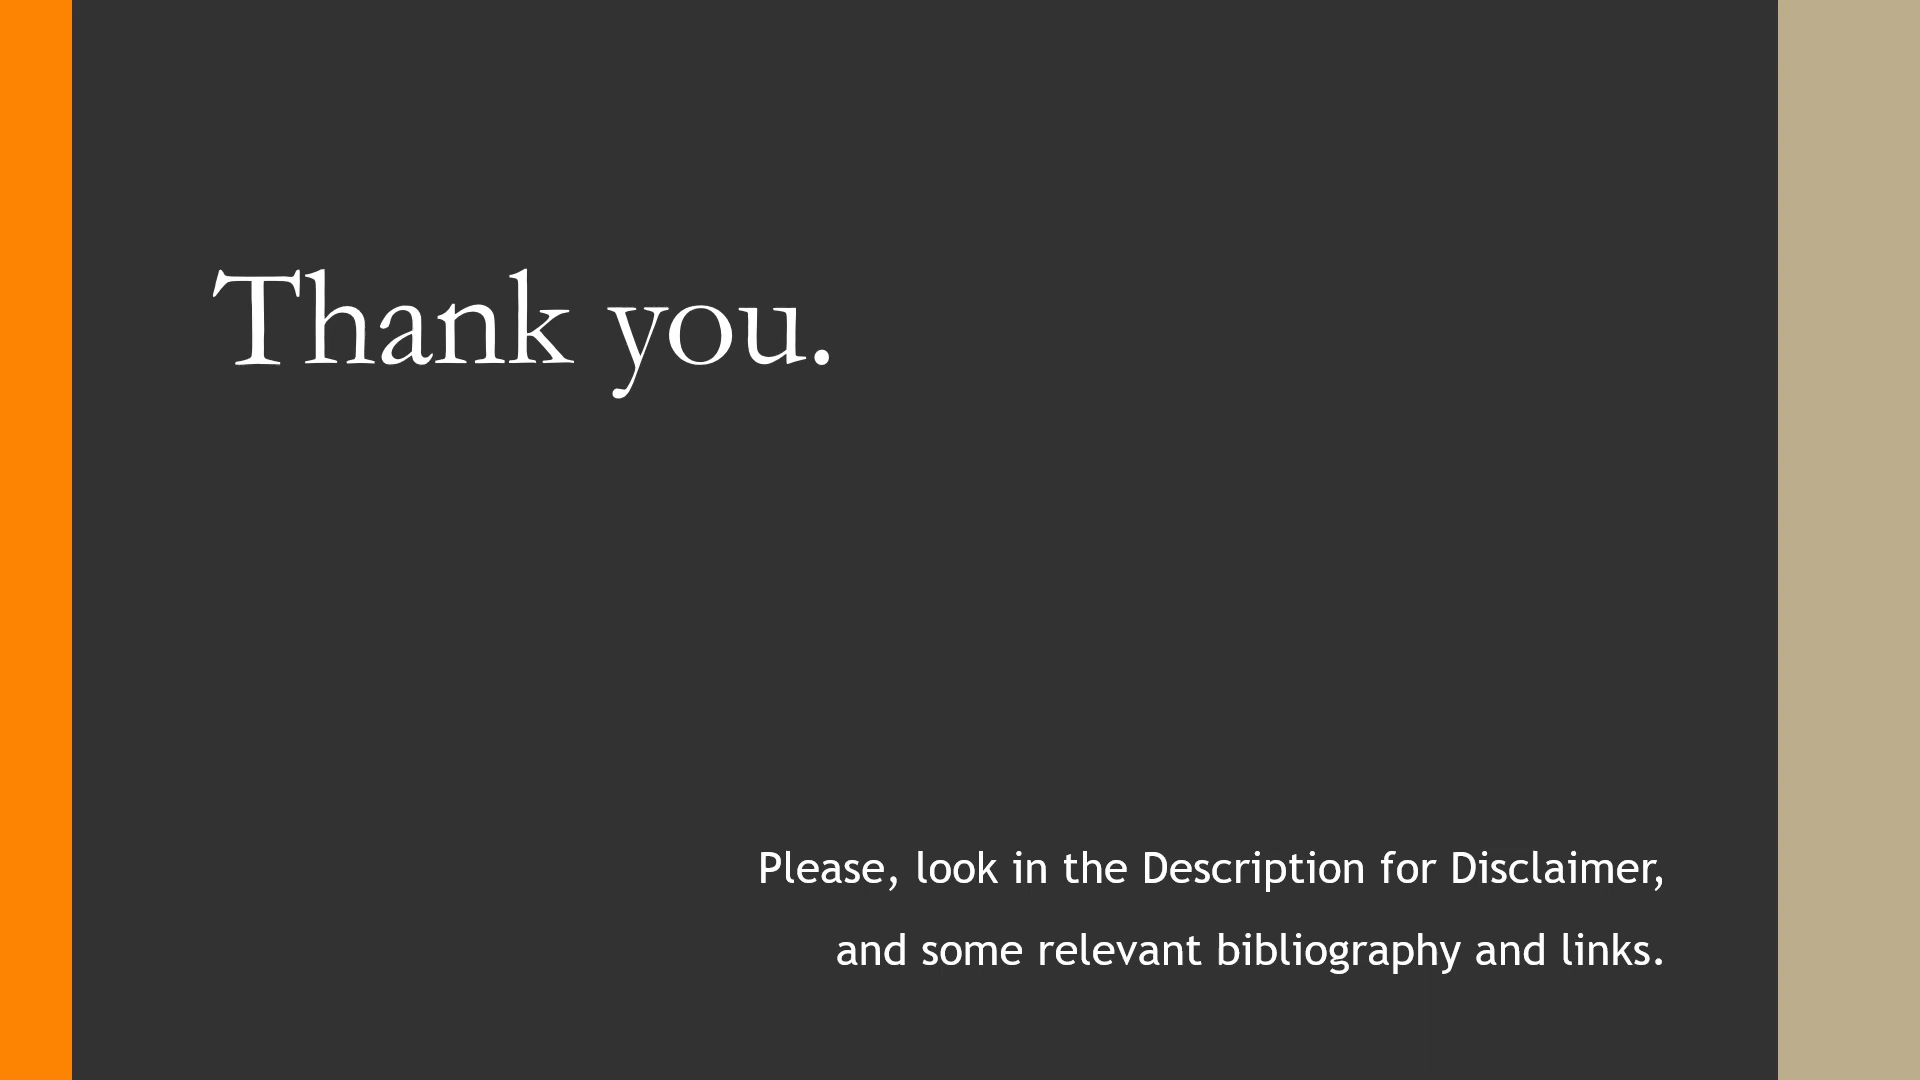 Thank you.
Please, look in the Description for Disclaimer,
and some relevant bibliography and links.